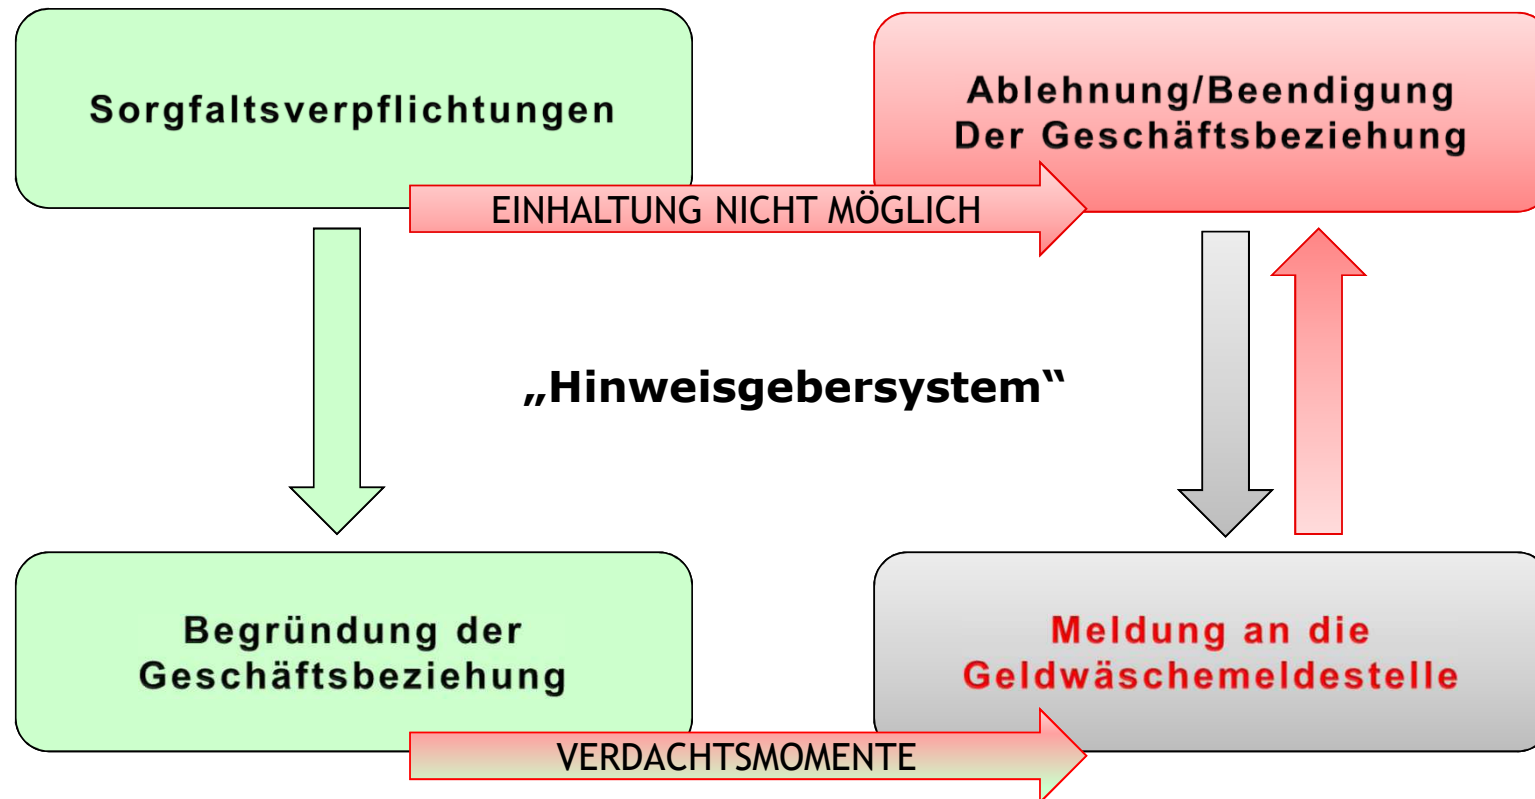 Sorgfaltsverpflichtungen
Ablehnung/Beendigung
Der Geschäftsbeziehung
EINHALTUNG NICHT MÖGLICH
„Hinweisgebersystem“
Begründung der
Geschäftsbeziehung
Meldung an die
Geldwäschemeldestelle
VERDACHTSMOMENTE